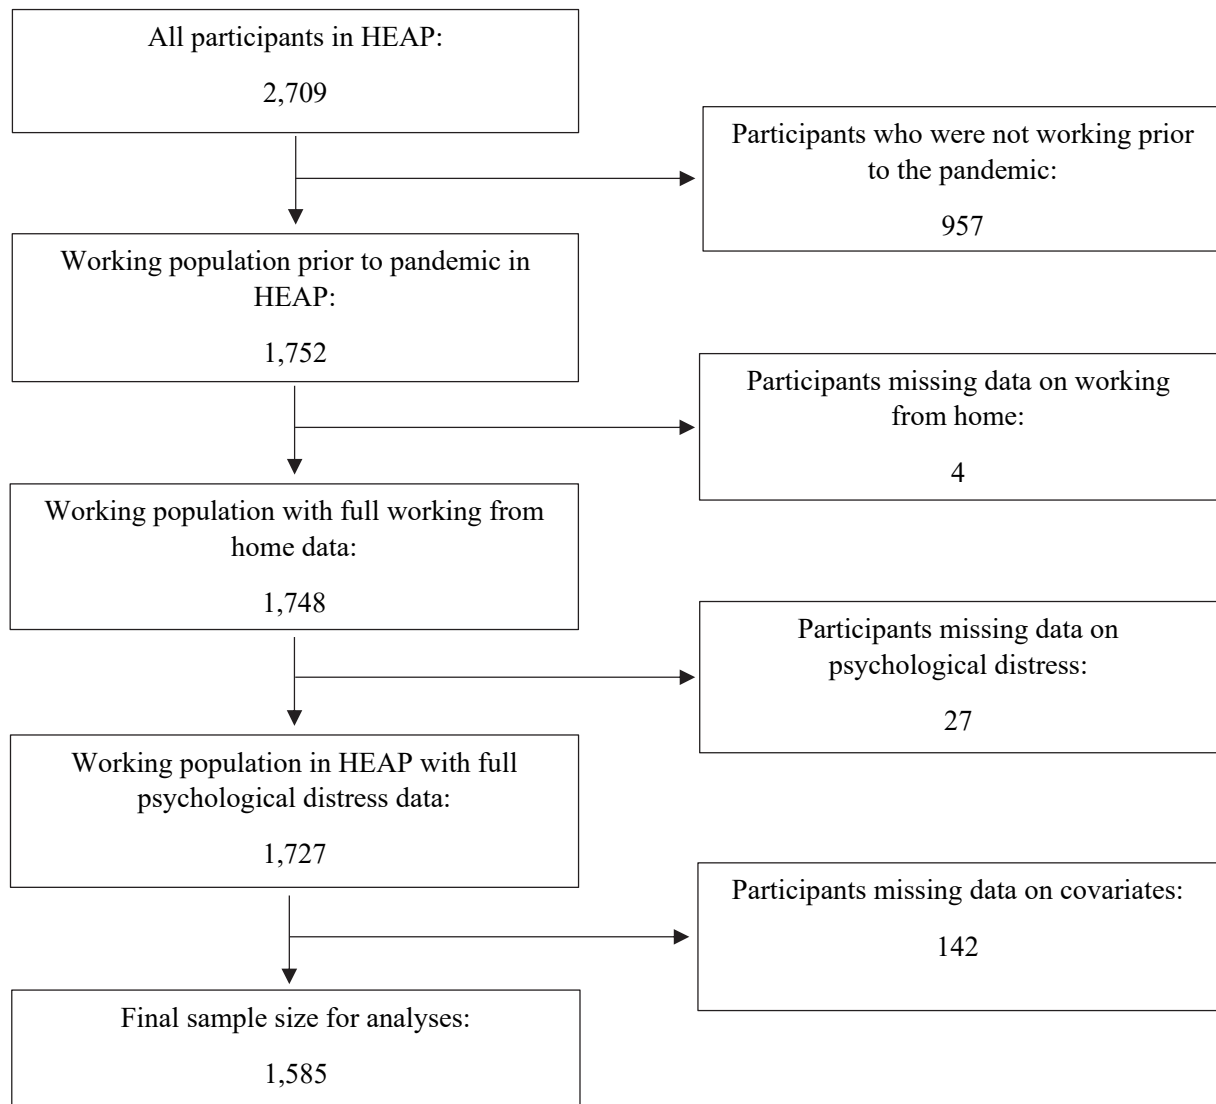 All participants in HEAP:
2,709
Participants who were not working prior
to the pandemic:
957
Working population prior to pandemic in
HEAP:
1,752
Participants missing data on working
from home:
4
Working population with full working from
home data:
1,748
Participants missing data on
psychological distress:
27
Working population in HEAP with full
psychological distress data:
1,727
Participants missing data on covariates:
142
Final sample size for analyses:
1,585